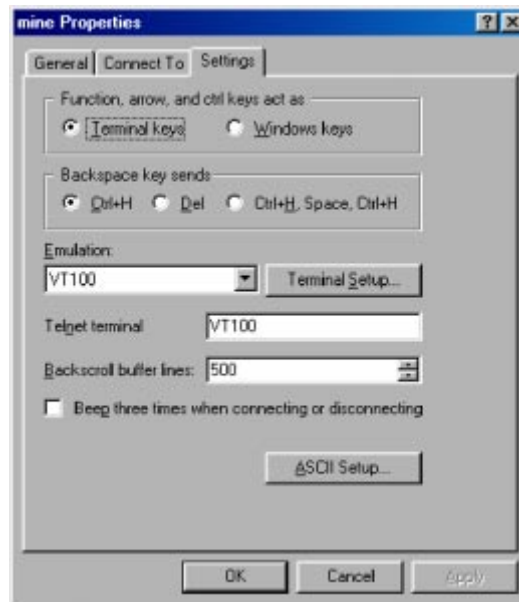 mine Properties
General Connect To Settings
Function, arrow, and ctrl keys act as
Terminal keys Windows keys
Backspace key sends
Ctrl+H Del Ctrl+H, Space, Ctrl+H
Emulation:
VT100 Terminal Setup...
Telnet terminal VT100
Backscroll buffer lines: 500
Beep three times when connecting or disconnecting
ASCII Setup...
OK Cancel Apply